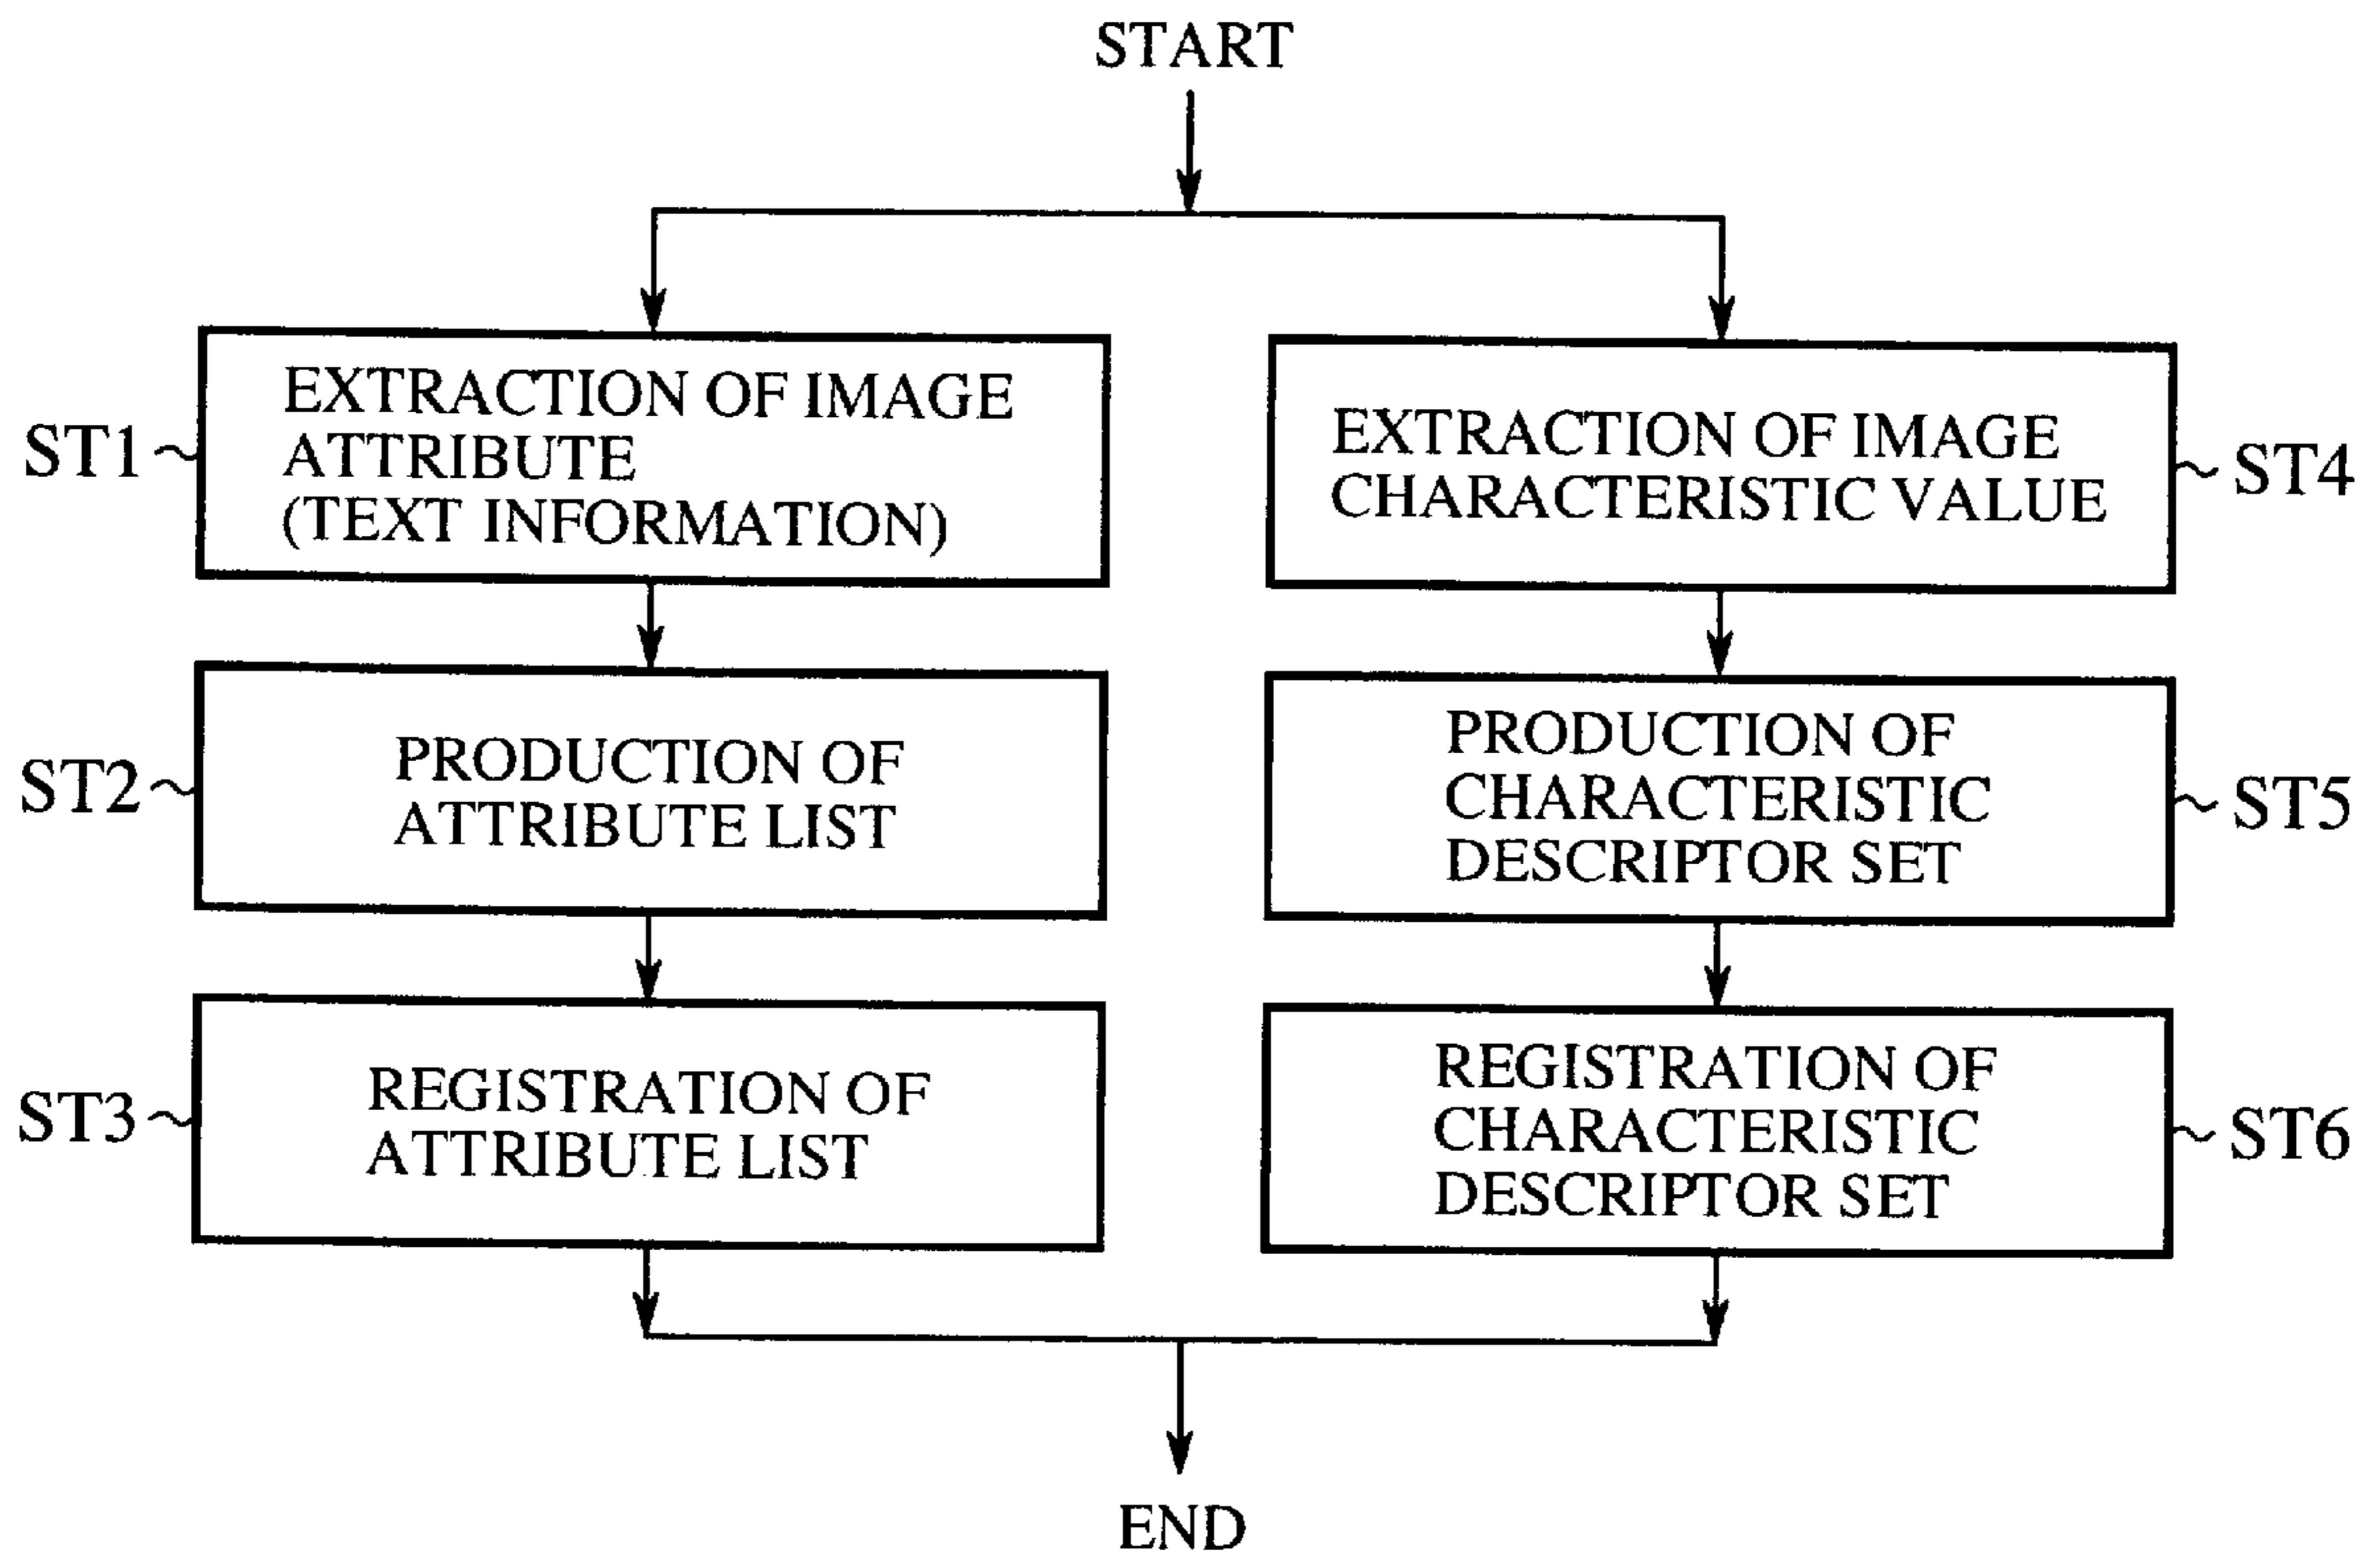 START
ST1
EXTRACTION OF IMAGE
ATTRIBUTE
(TEXT INFORMATION)
ST2
PRODUCTION OF
ATTRIBUTE LIST
ST3
REGISTRATION OF
ATTRIBUTE LIST
EXTRACTION OF IMAGE
CHARACTERISTIC VALUE
ST4
PRODUCTION OF
CHARACTERISTIC
DESCRIPTOR SET
ST5
REGISTRATION OF
CHARACTERISTIC
DESCRIPTOR SET
ST6
END